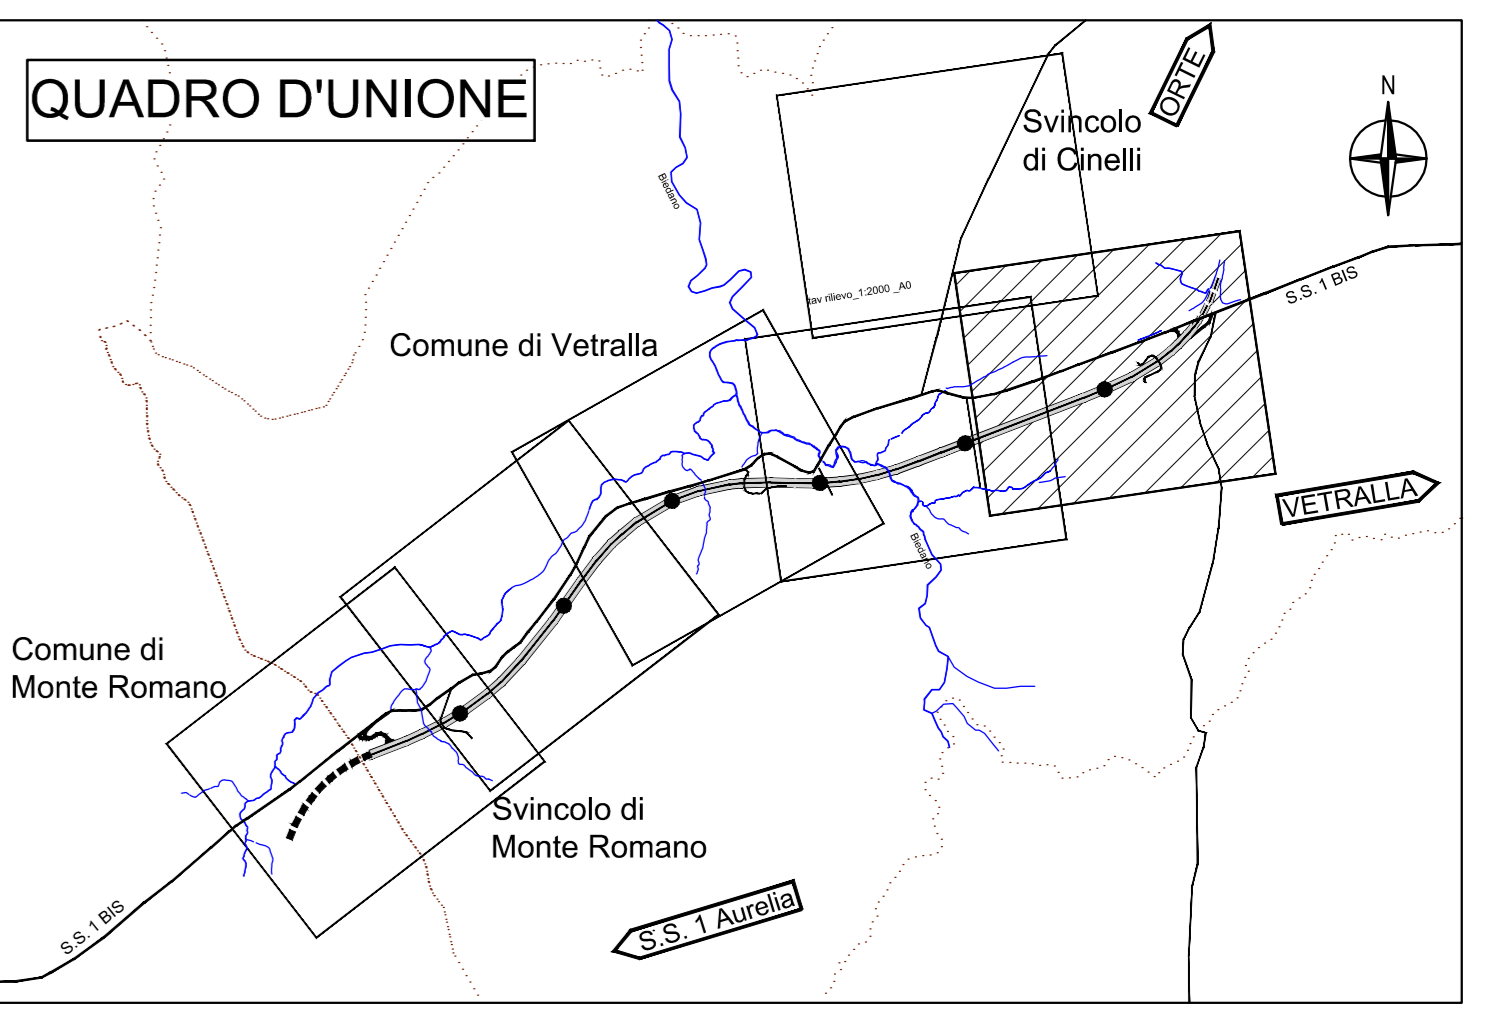 QUADRO D'UNIONE
ORTE
N
Svincolo
di Cinelli
Biedano
S.S. 1 BIS
tav rilievo_1:2000 _A0
Comune di Vetralla
VETRALLA
Biedano
Comune di
Monte Romano
Svincolo di
Monte Romano
S.S. 1 Aurelia
S.S. 1 BIS